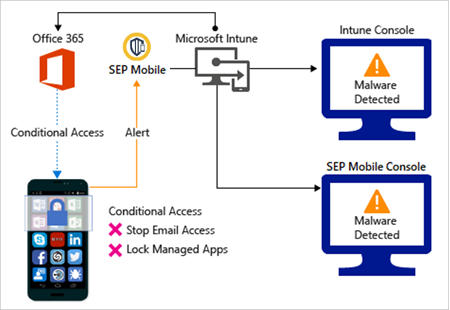 Office 365
SEP Mobile
Microsoft Intune
Intune Console
Malware
Detected
Conditional Access
Alert
SEP Mobile Console
Malware
Detected
Conditional Access
Stop Email Access
Lock Managed Apps
in
f